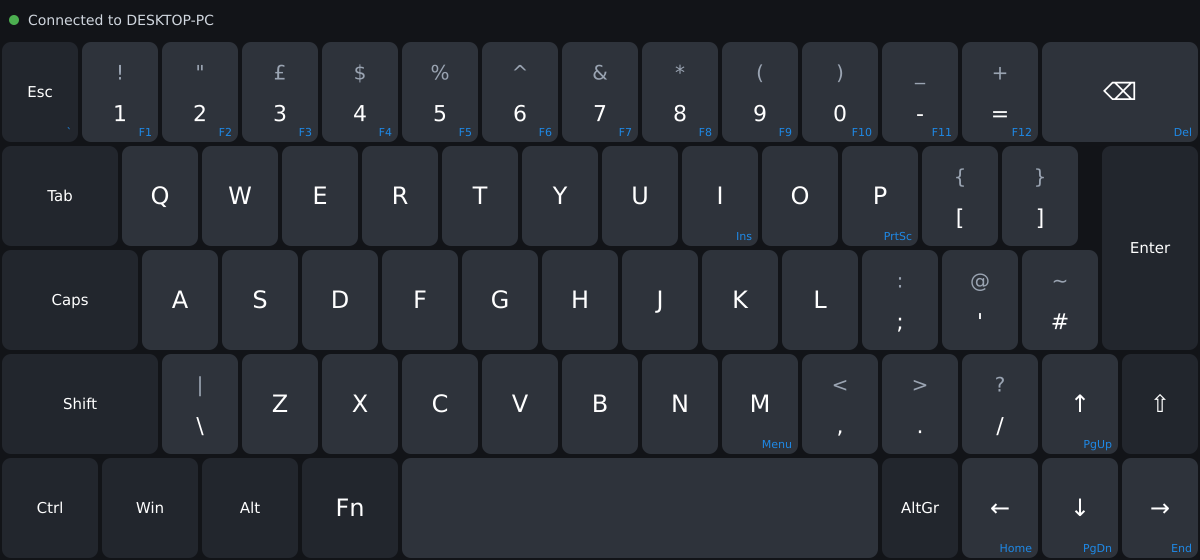 Connected to DESKTOP-PC
! " £ $ % ^ & * ( ) _ +
Esc 1 2 3 4 5 6 7 8 9 0 - = ⌫
` F1 F2 F3 F4 F5 F6 F7 F8 F9 F10 F11 F12 Del
{ }
Tab Q W E R T Y U I O P [ ]
Ins PrtSc
Enter
: @ ~
Caps A S D F G H J K L ; ' #
| < > ?
Shift \ Z X C V B N M , . / ↑ ⇧
Menu PgUp
Ctrl Win Alt Fn AltGr ← ↓ →
Home PgDn End